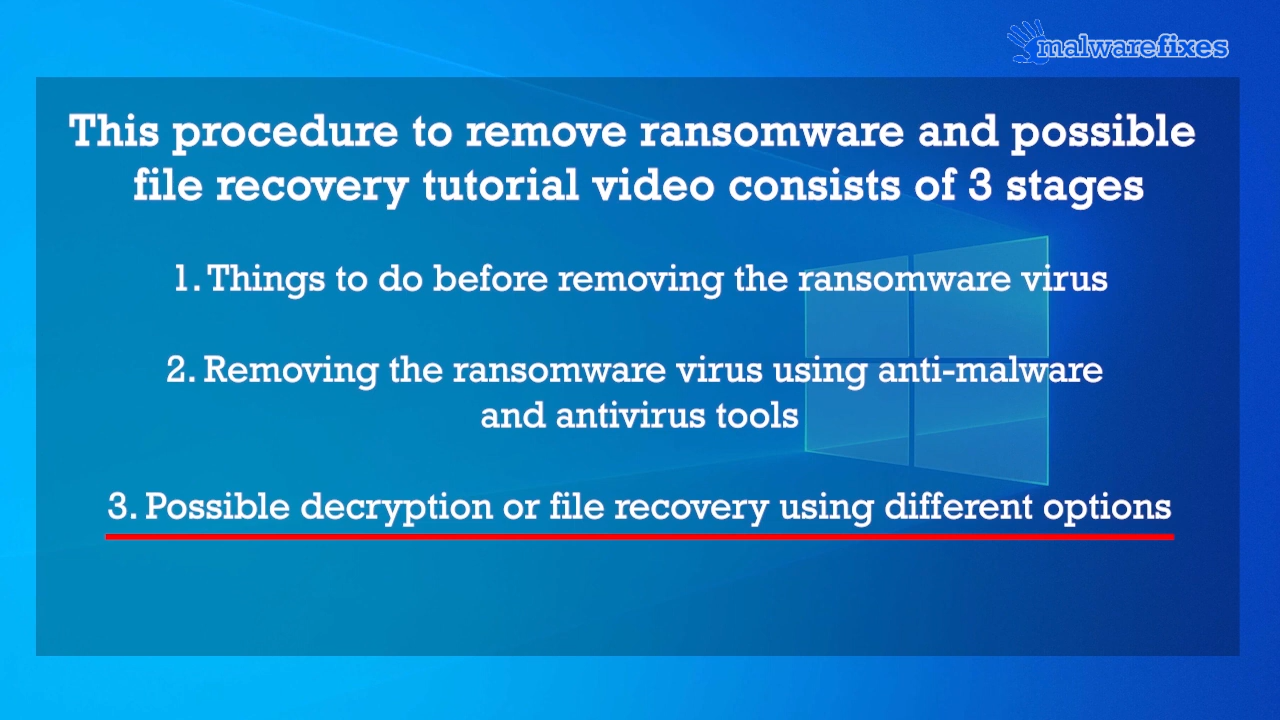 malwarefixes
This procedure to remove ransomware and possible
file recovery tutorial video consists of 3 stages
1. Things to do before removing the ransomware virus
2. Removing the ransomware virus using anti-malware
and antivirus tools
3. Possible decryption or file recovery using different options